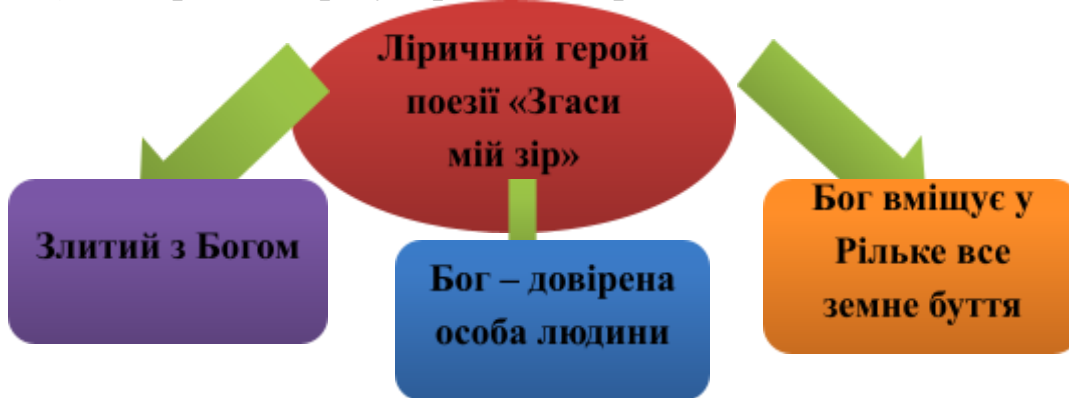 Ліричний герой
поезії «Згаси
мій зір»
Злитий з Богом
Бог – довірена
особа людини
Бог вміщує у
Рільке все
земне буття